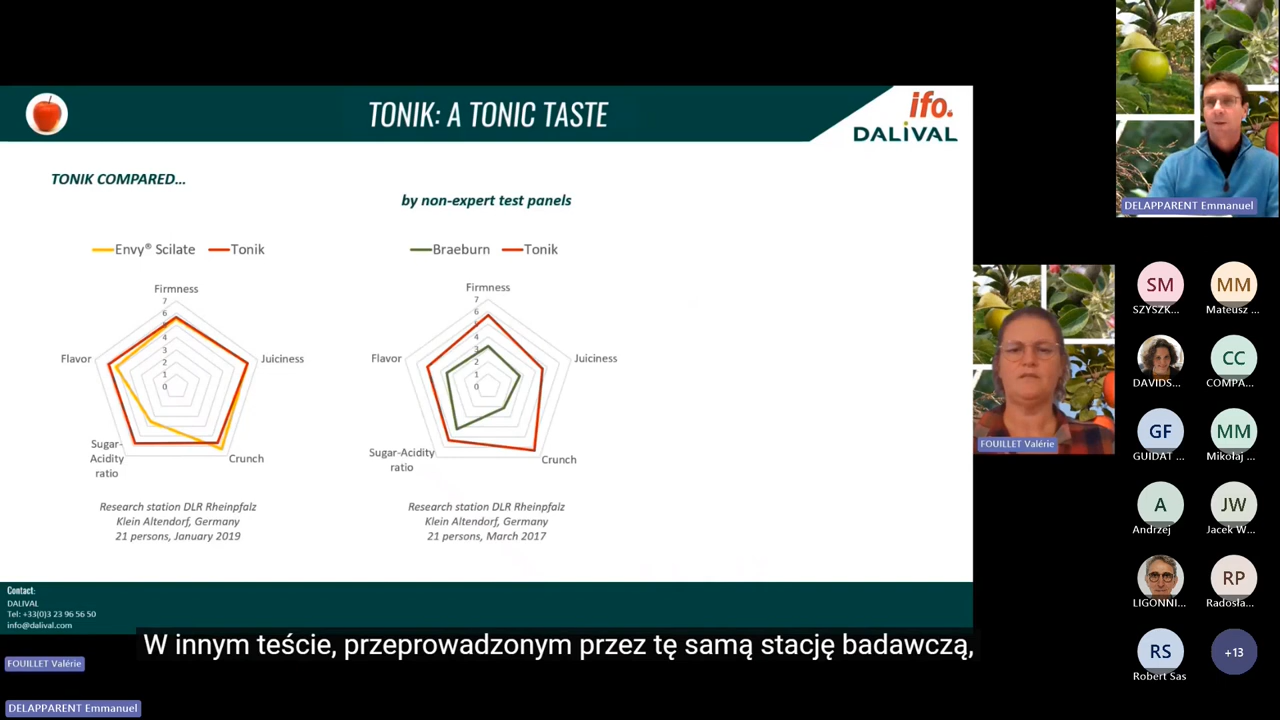 TONIK: A TONIC TASTE
ifo.
DALIVAL
TONIK COMPARED...
by non-expert test panels
Envy® Scilate
Tonik
Firmness
7
6
5
4
3
2
1
0
Juiciness
Crunch
Sugar-
Acidity
ratio
Flavor
Research station DLR Rheinpfalz
Klein Altendorf, Germany
21 persons, January 2019
Braeburn
Tonik
Firmness
7
6
5
4
3
2
1
0
Juiciness
Crunch
Sugar-Acidity
ratio
Flavor
Research station DLR Rheinpfalz
Klein Altendorf, Germany
21 persons, March 2017
Contact:
DALIVAL
Tel: +33(0)3 23 96 56 50
info@dalival.com
W innym teście, przeprowadzonym przez tę samą stację badawczą,
FOUILLET Valérie
DELAPPARENT Emmanuel
DELAPPARENT Emmanuel
FOUILLET Valérie
SM
SZYSZK...
MM
Mateusz ...
DAVIDS...
CC
COMPA...
GF
GUIDAT ...
MM
Mikołaj ...
A
Andrzej
JW
Jacek W...
LIGONNI...
RP
Radosła...
RS
Robert Sas
+13